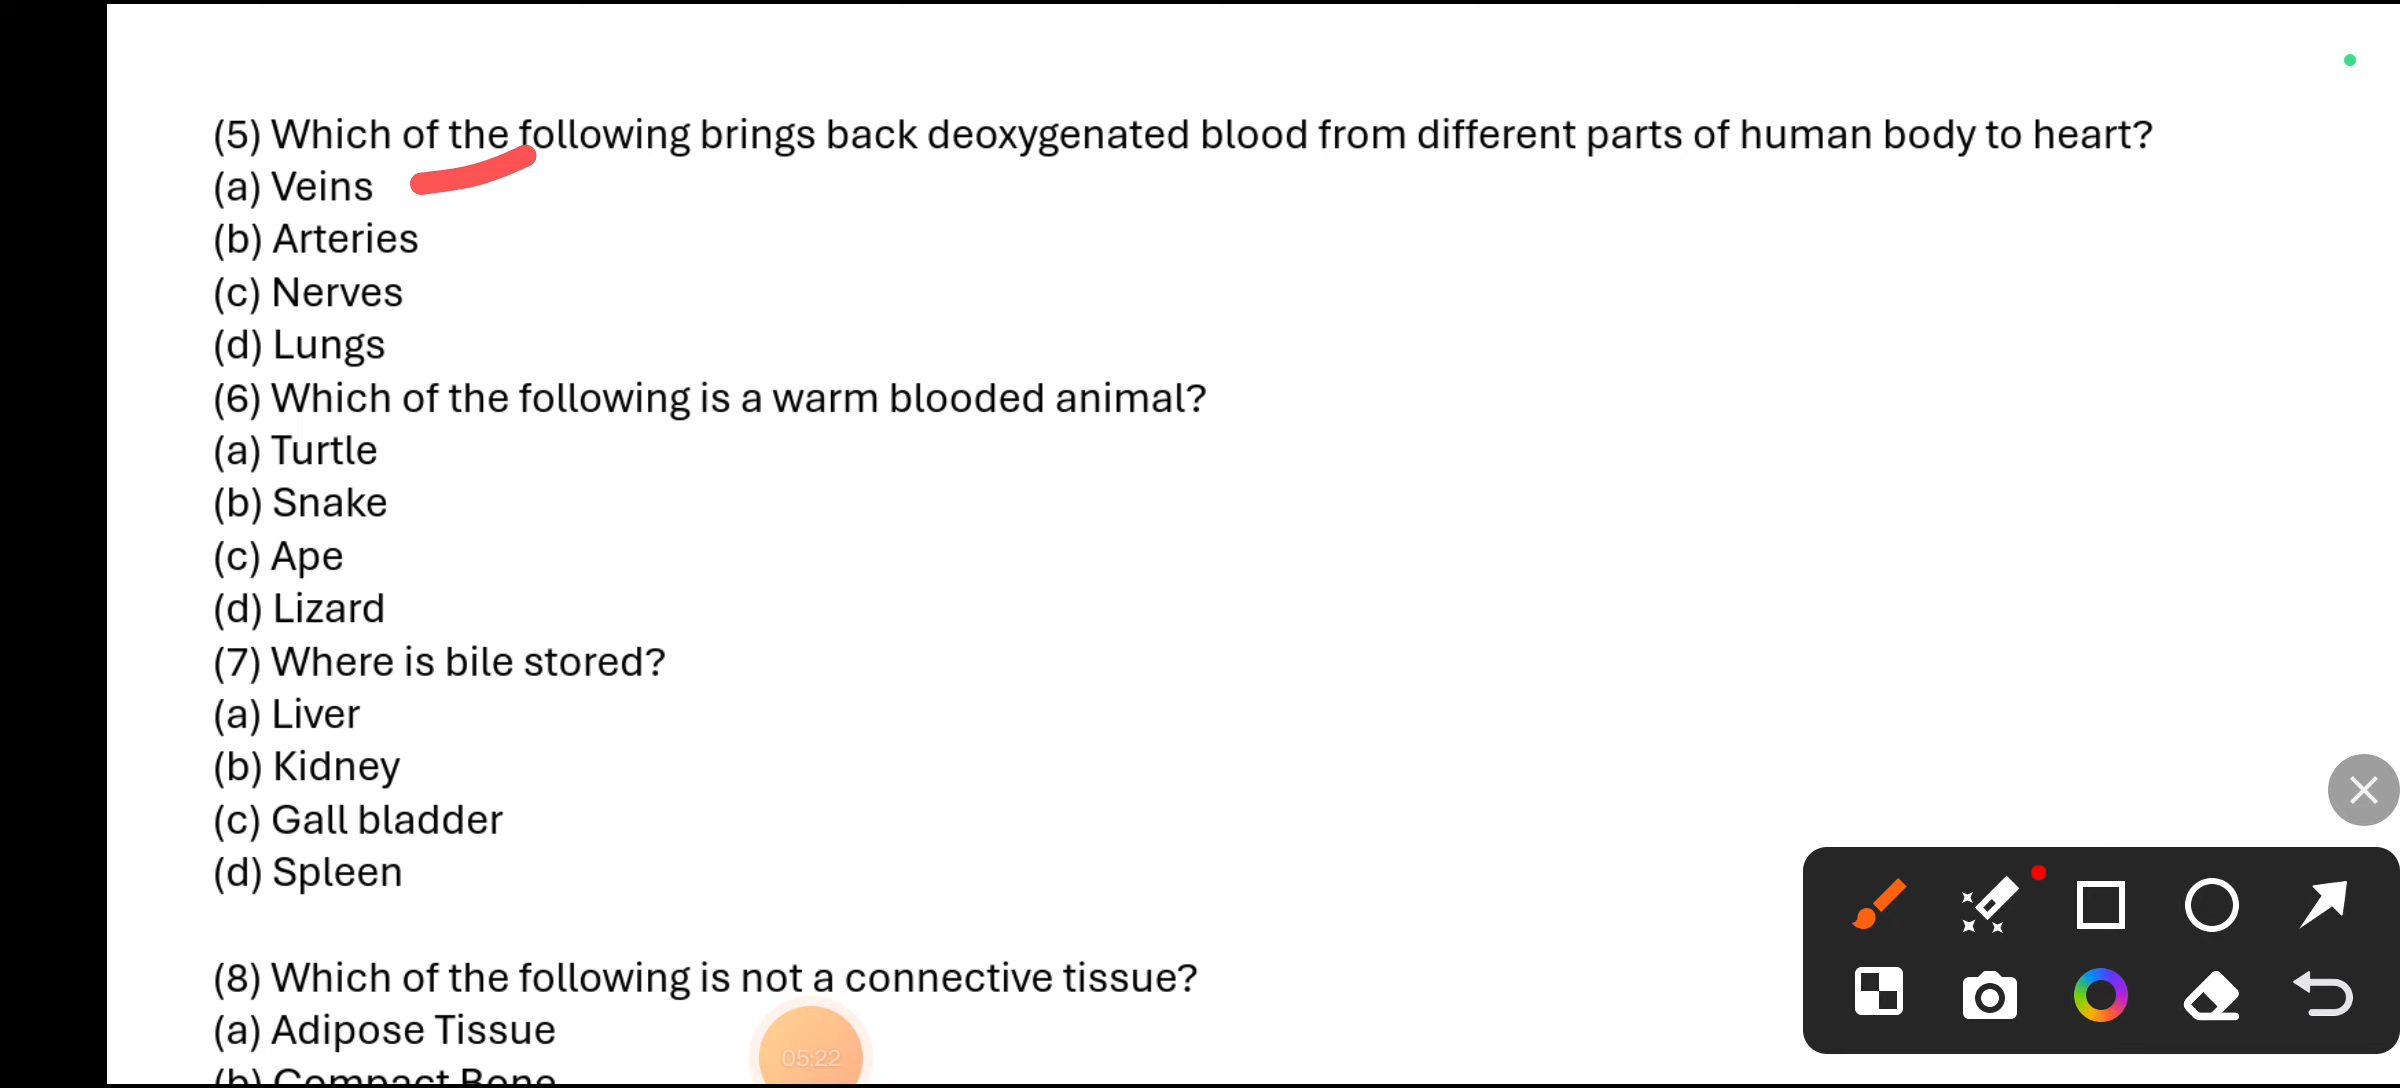 (5) Which of the following brings back deoxygenated blood from different parts of human body to heart?
(a) Veins
(b) Arteries
(c) Nerves
(d) Lungs
(6) Which of the following is a warm blooded animal?
(a) Turtle
(b) Snake
(c) Ape
(d) Lizard
(7) Where is bile stored?
(a) Liver
(b) Kidney
(c) Gall bladder
(d) Spleen
(8) Which of the following is not a connective tissue?
(a) Adipose Tissue
05:22
(b) Compact Bone